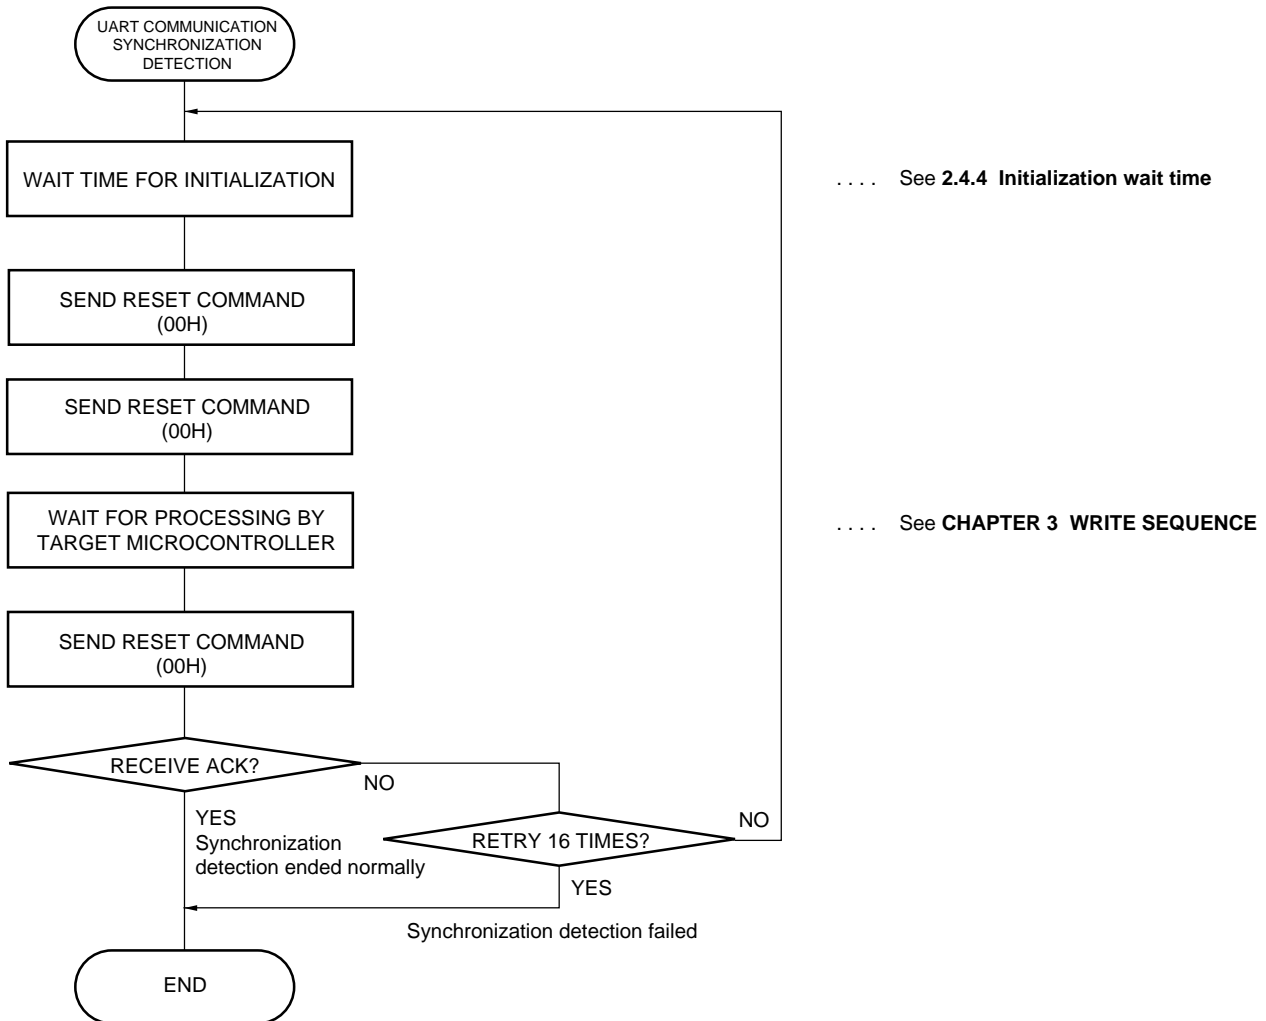 UART COMMUNICATION
SYNCHRONIZATION
DETECTION
WAIT TIME FOR INITIALIZATION
. . . . See 2.4.4 Initialization wait time
SEND RESET COMMAND
(00H)
SEND RESET COMMAND
(00H)
WAIT FOR PROCESSING BY
TARGET MICROCONTROLLER
. . . . See CHAPTER 3 WRITE SEQUENCE
SEND RESET COMMAND
(00H)
RECEIVE ACK?
NO
YES
Synchronization
detection ended normally
RETRY 16 TIMES?
NO
YES
Synchronization detection failed
END